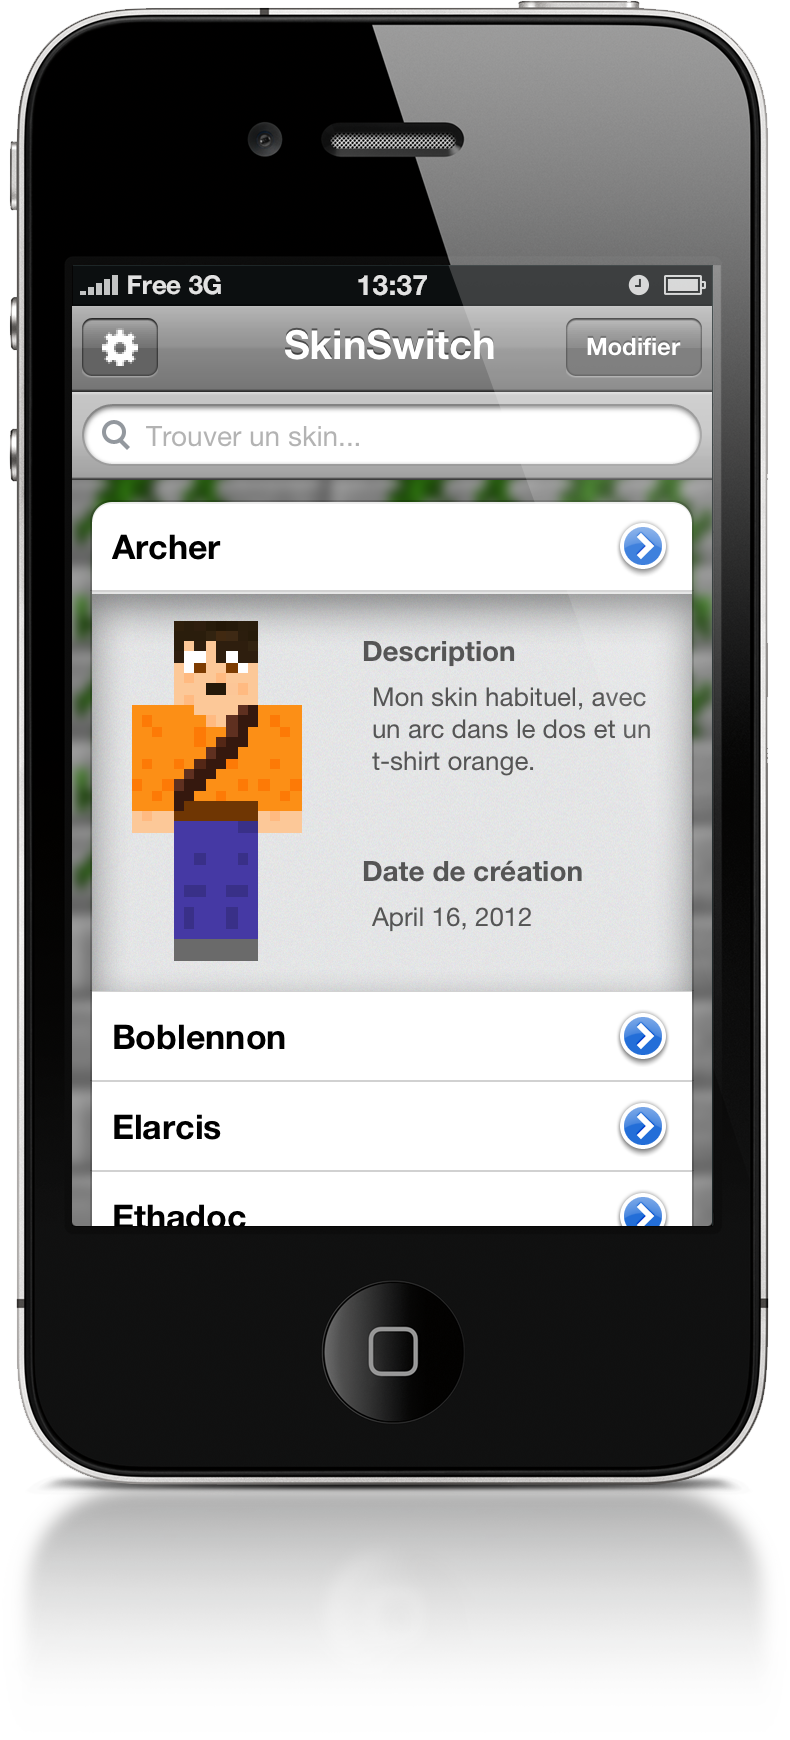 Free 3G 13:37
SkinSwitch Modifier
Trouver un skin...
Archer
Description
Mon skin habituel, avec
un arc dans le dos et un
t-shirt orange.
Date de création
April 16, 2012
Boblennon
Elarcis
Ethadoc